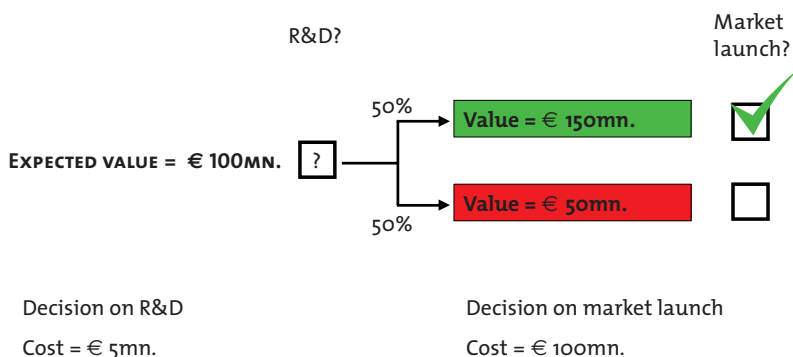 R&D?
Market
launch?
50%
Value = € 150mn.
Expected value = € 100mn.
?
Value = € 50mn.
50%
Decision on R&D
Decision on market launch
Cost = € 5mn.
Cost = € 100mn.